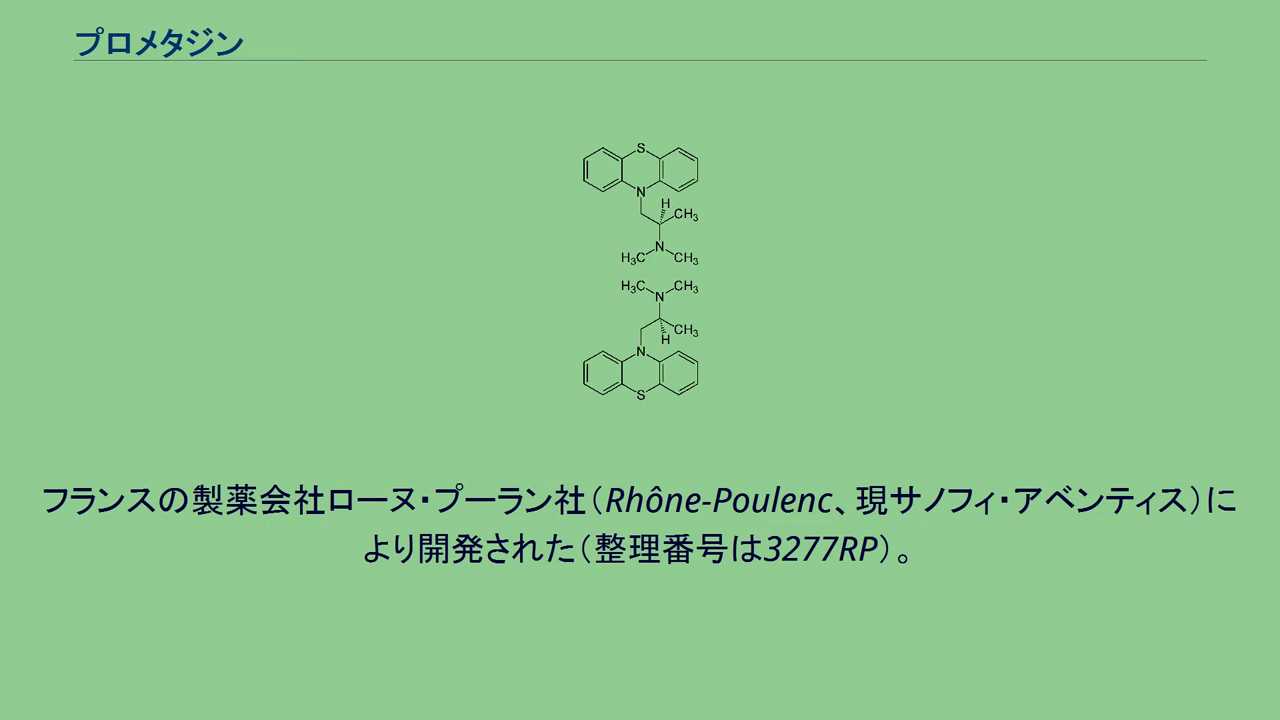 プロメタジン
S
N
H
CH3
N
H3C
CH3
H3C
CH3
N
CH3
H
N
S
フランスの製薬会社ローヌ・プーラン社（Rhône-Poulenc、現サノフィ・アベンティス）に
より開発された（整理番号は3277RP）。